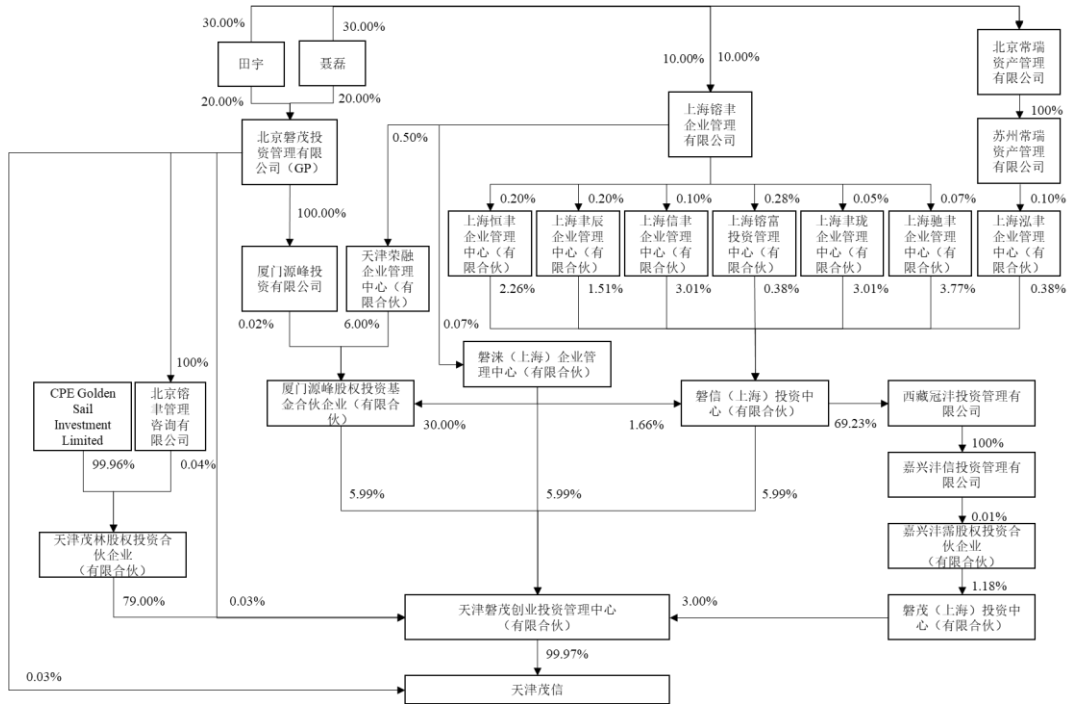 30.00%
30.00%
田宇
聂磊
10.00%
10.00%
北京常瑞
资产管理
有限公司
20.00%
20.00%
上海镕聿
企业管理
有限公司
100%
北京磐茂投
资管理有限
公司（GP）
0.50%
苏州常瑞
资产管理
有限公司
100.00%
0.20%
0.20%
0.10%
0.28%
0.05%
0.07%
0.10%
厦门源峰投
资有限公司
天津荣融
企业管理
中心（有
限合伙）
上海恒聿
企业管理
中心（有
限合伙）
上海聿辰
企业管理
中心（有
限合伙）
上海信聿
企业管理
中心（有
限合伙）
上海镕富
投资管理
中心（有
限合伙）
上海聿珑
企业管理
中心（有
限合伙）
上海驰聿
企业管理
中心（有
限合伙）
上海泓聿
企业管理
中心（有
限合伙）
2.26%
1.51%
3.01%
0.38%
3.01%
3.77%
0.38%
0.02%
6.00%
0.07%
磐涞（上海）企业管
理中心（有限合伙）
100%
CPE Golden
Sail
Investment
Limited
北京镕
聿管理
咨询有
限公司
厦门源峰股权投资基
金合伙企业（有限合
伙）
30.00%
1.66%
磐信（上海）投资中
心（有限合伙）
69.23%
西藏冠沣投资管理有
限公司
100%
99.96%
0.04%
嘉兴沣信投资管理有
限公司
5.99%
5.99%
5.99%
0.01%
天津茂林股权投资合
伙企业
（有限合伙）
嘉兴沣需股权投资合
伙企业
（有限合伙）
1.18%
79.00%
0.03%
天津磐茂创业投资管理中心
（有限合伙）
3.00%
磐茂（上海）投资中
心（有限合伙）
99.97%
0.03%
天津茂信